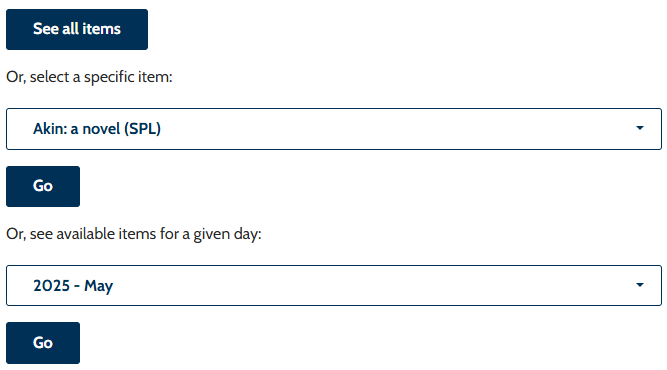 See all items
Or, select a specific item:
Akin: a novel (SPL)
Go
Or, see available items for a given day:
2025 - May
Go